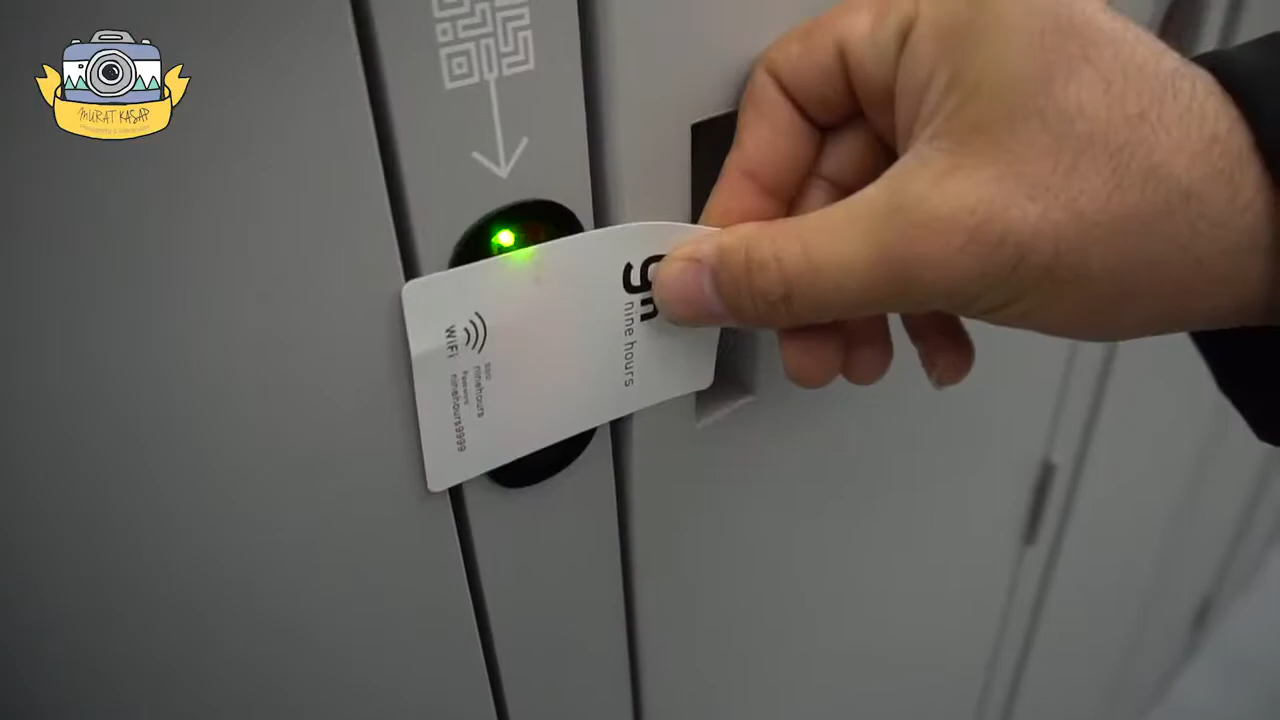 MURAT KASAP
9h
nine hours
WiFi
SSID
ninehours
Password
ninehours9999